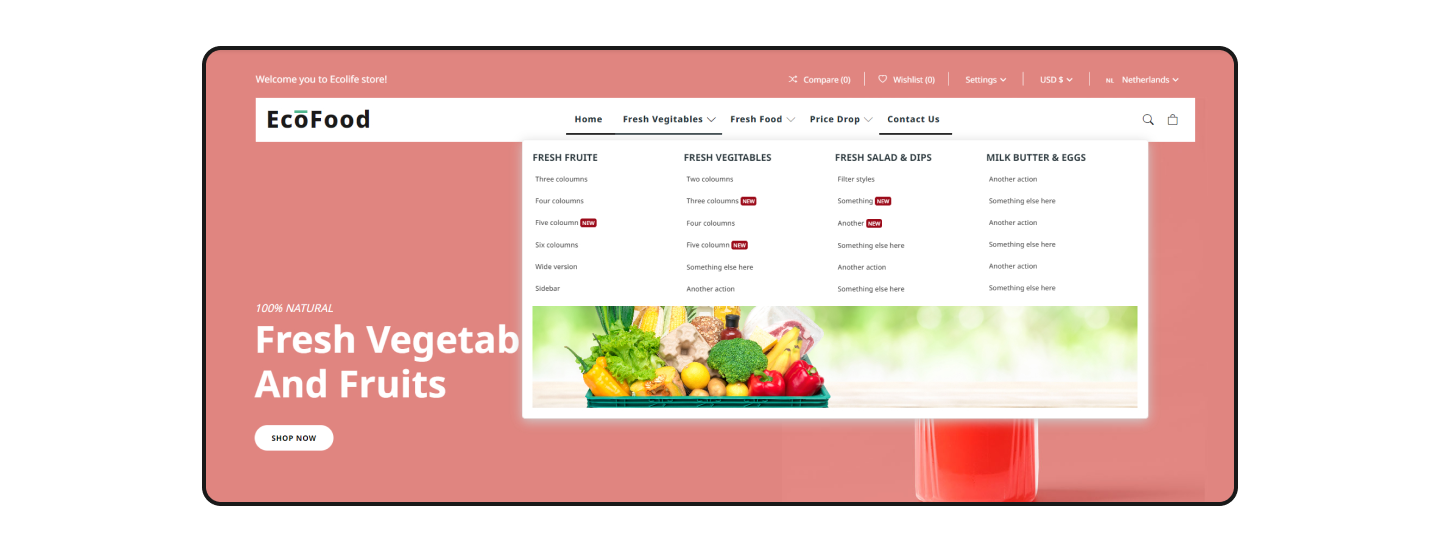 Welcome you to Ecolife store!
Compare (0)
Wishlist (0)
Settings
USD $
NL Netherlands
EcoFood
Home
Fresh Vegitables
Fresh Food
Price Drop
Contact Us
FRESH FRUITE
Three coloumns
Four coloumns
Five coloumn NEW
Six coloumns
Wide version
Sidebar
FRESH VEGITABLES
Two coloumns
Three coloumns NEW
Four coloumns
Five coloumn NEW
Something else here
Another action
FRESH SALAD & DIPS
Filter styles
Something NEW
Another NEW
Something else here
Another action
Something else here
MILK BUTTER & EGGS
Another action
Something else here
Another action
Something else here
Another action
Something else here
100% NATURAL
Fresh Vegetab
And Fruits
SHOP NOW